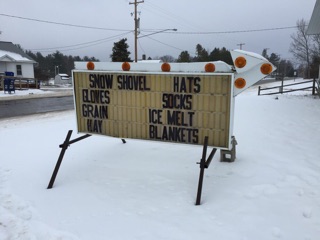 SNOW SHOVEL HATS
GLOVES SOCKS
GRAIN ICE MELT
HAY BLANKETS